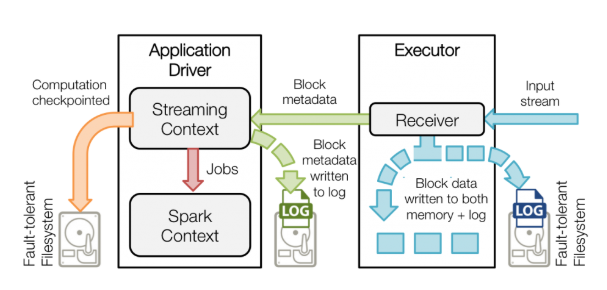 Application
Driver
Executor
Computation
checkpointed
Streaming
Context
Block
metadata
Receiver
Input
stream
Jobs
Block
metadata
written
to log
Spark
Context
Block data
written to both
memory + log
LOG
LOG
Fault-tolerant
Filesystem
Fault-tolerant
Filesystem